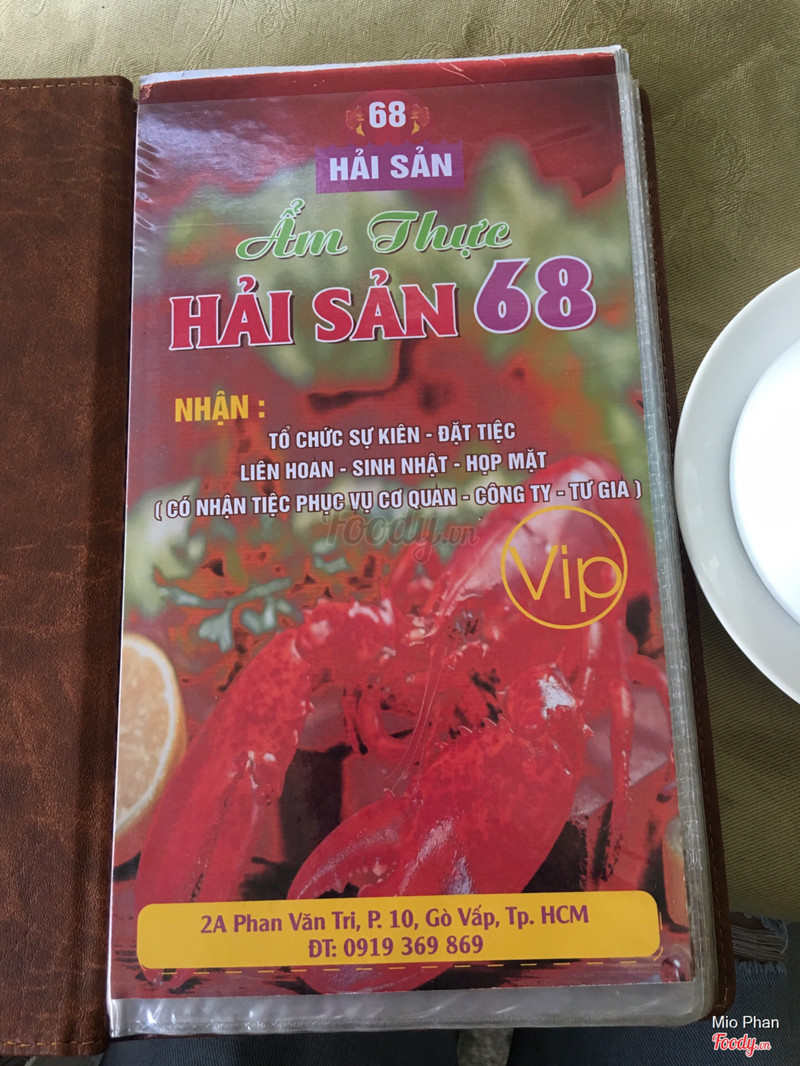 68
HẢI SẢN
Ẩm Thực
HẢI SẢN 68
NHẬN :
TỔ CHỨC SỰ KIÊN - ĐẶT TIỆC
LIÊN HOAN - SINH NHẬT - HỌP MẶT
( CÓ NHẬN TIỆC PHỤC VỤ CƠ QUAN - CÔNG TY - TƯ GIA )
Foody.vn
Vip
2A Phan Văn Trị, P. 10, Gò Vấp, Tp. HCM
ĐT: 0919 369 869
Mio Phan
Foody.vn